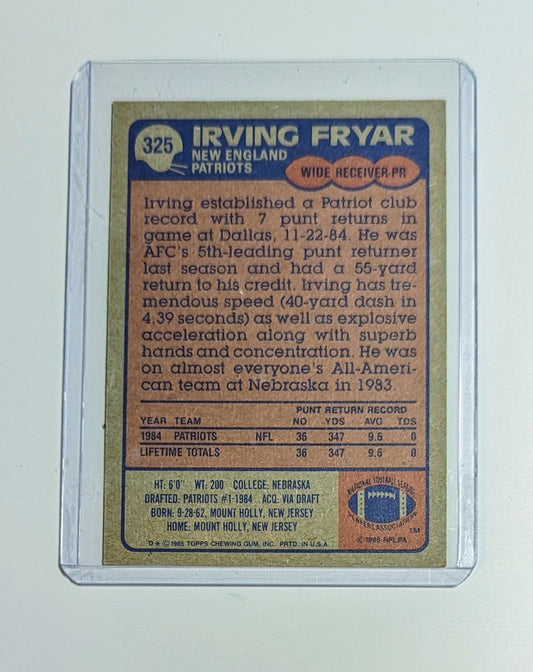 325
IRVING FRYAR
NEW ENGLAND
PATRIOTS
WIDE RECEIVER-PR
Irving established a Patriot club
record with 7 punt returns in
game at Dallas, 11-22-84. He was
AFC's 5th-leading punt returner
last season and had a 55-yard
return to his credit. Irving has tre-
mendous speed (40-yard dash in
4.39 seconds) as well as explosive
acceleration along with superb
hands and concentration. He was
on almost everyone's All-Ameri-
can team at Nebraska in 1983.
PUNT RETURN RECORD
YEAR TEAM NO YDS AVG TDS
1984 PATRIOTS NFL 36 347 9.6 0
LIFETIME TOTALS 36 347 9.6 0
HT: 6'0" WT: 200 COLLEGE: NEBRASKA
DRAFTED: PATRIOTS #1-1984 ACQ: VIA DRAFT
BORN: 9-28-62, MOUNT HOLLY, NEW JERSEY
HOME: MOUNT HOLLY, NEW JERSEY
D * © 1985 TOPPS CHEWING GUM, INC. PRTD. IN U.S.A.
NATIONAL FOOTBALL LEAGUE
PLAYERS ASSOCIATION
TM
© 1985 NFLPA